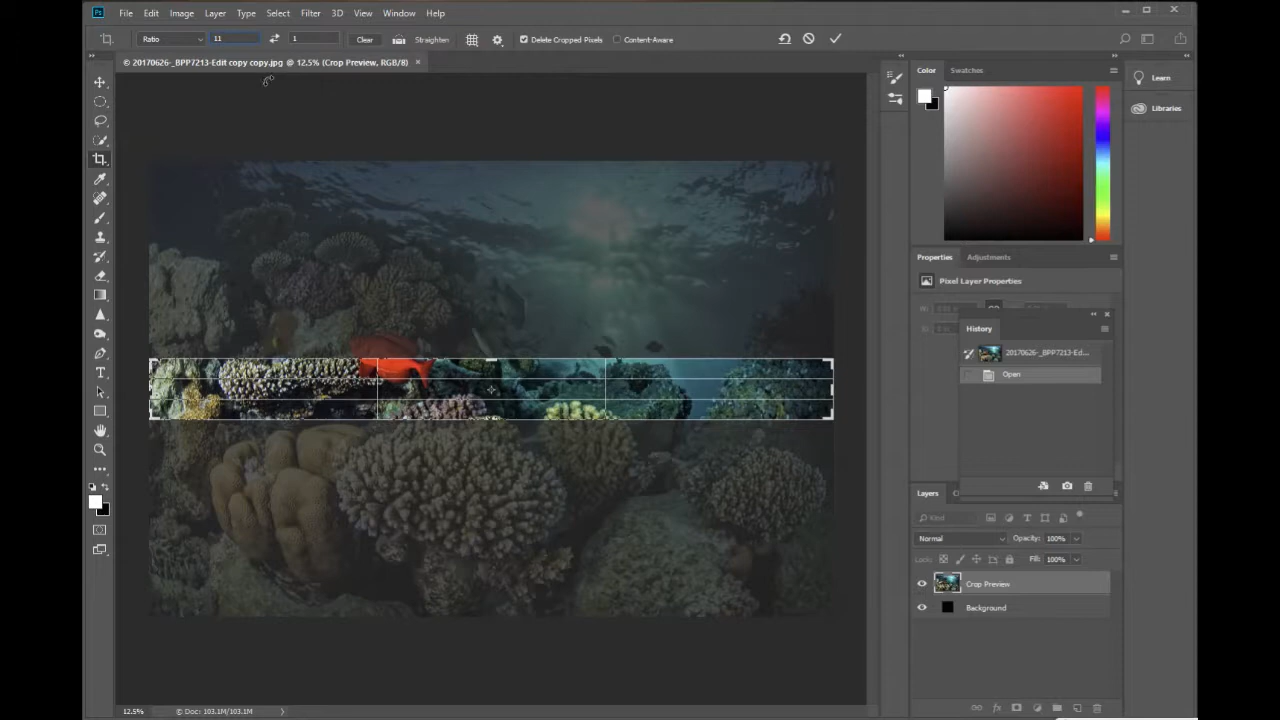 Ps File Edit Image Layer Type Select Filter 3D View Window Help
Ratio 11 1 Clear Straighten Delete Cropped Pixels Content-Aware
© 20170626-_BPP7213-Edit copy copy.jpg @ 12.5% (Crop Preview, RGB/8) ×
Color Swatches
Learn
Libraries
Properties Adjustments
Pixel Layer Properties
History
20170626-_BPP7213-Ed...
Open
Layers
Kind
Normal Opacity: 100%
Lock: Fill: 100%
Crop Preview
Background
12.5% © Doc: 103.1M/103.1M